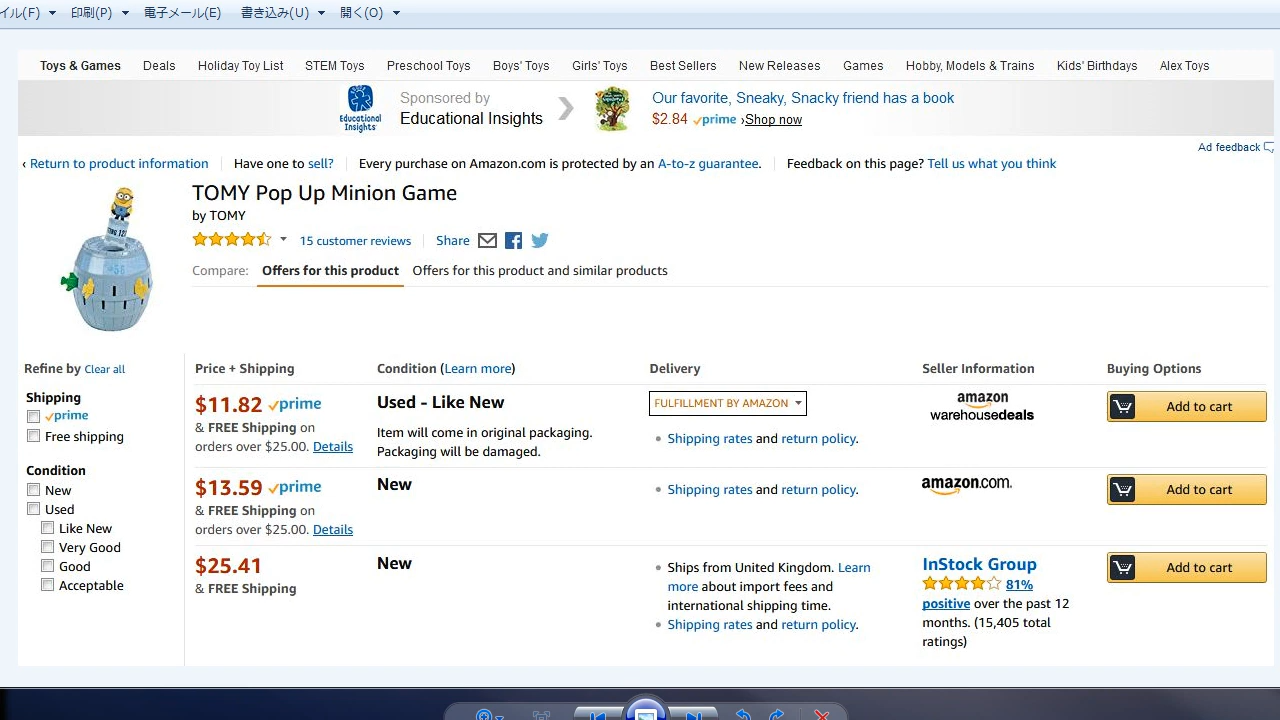 イル(F) 印刷(P) 電子メール(E) 書き込み(U) 開く(O)
Toys & Games Deals Holiday Toy List STEM Toys Preschool Toys Boys' Toys Girls' Toys Best Sellers New Releases Games Hobby, Models & Trains Kids' Birthdays Alex Toys
Educational Insights
Sponsored by
Educational Insights
Our favorite, Sneaky, Snacky friend has a book
$2.84 prime ›Shop now
Ad feedback
‹ Return to product information Have one to sell? Every purchase on Amazon.com is protected by an A-to-z guarantee. Feedback on this page? Tell us what you think
TOMY Pop Up Minion Game
by TOMY
15 customer reviews Share
Compare: Offers for this product Offers for this product and similar products
Refine by Clear all
Shipping
prime
Free shipping
Condition
New
Used
Like New
Very Good
Good
Acceptable
Price + Shipping Condition (Learn more) Delivery Seller Information Buying Options
$11.82 prime
& FREE Shipping on
orders over $25.00. Details
Used - Like New
Item will come in original packaging.
Packaging will be damaged.
FULFILLMENT BY AMAZON
• Shipping rates and return policy.
amazon
warehousedeals
Add to cart
$13.59 prime
& FREE Shipping on
orders over $25.00. Details
New
• Shipping rates and return policy.
amazon.com.
Add to cart
$25.41
& FREE Shipping
New
• Ships from United Kingdom. Learn
more about import fees and
international shipping time.
• Shipping rates and return policy.
InStock Group
81%
positive over the past 12
months. (15,405 total
ratings)
Add to cart